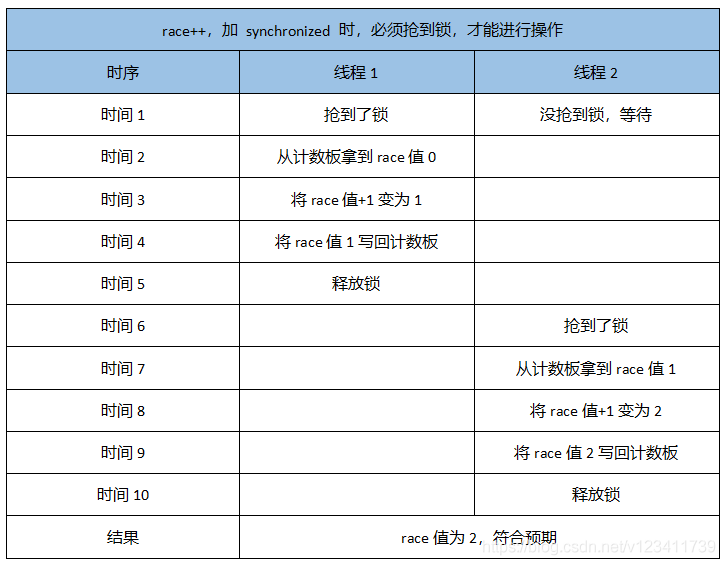 race++，加 synchronized 时，必须抢到锁，才能进行操作
时序 线程 1 线程 2
时间 1 抢到了锁 没抢到锁，等待
时间 2 从计数板拿到 race 值 0
时间 3 将 race 值+1 变为 1
时间 4 将 race 值 1 写回计数板
时间 5 释放锁
时间 6 抢到了锁
时间 7 从计数板拿到 race 值 1
时间 8 将 race 值+1 变为 2
时间 9 将 race 值 2 写回计数板
时间 10 释放锁
结果 race 值为 2，符合预期
https://blog.csdn.net/v123411739